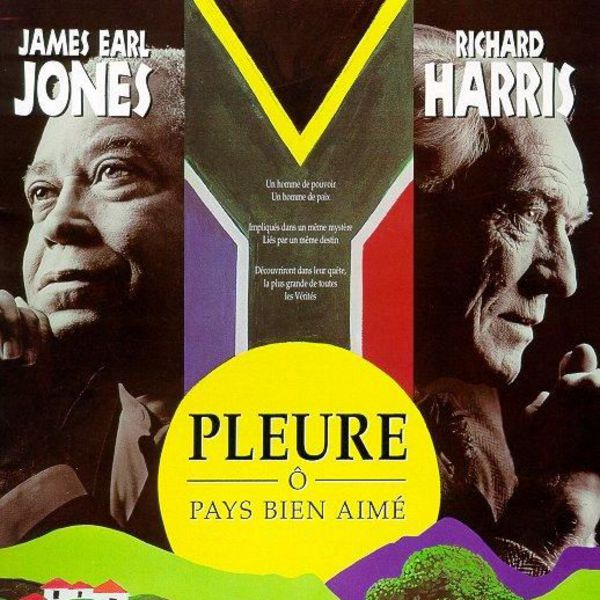 JAMES EARL
JONES
RICHARD
HARRIS
Un homme de pouvoir
Un homme de paix
Impliqués dans un même mystère
Liés par un même destin
Découvriront dans leur quête,
la plus grande de toutes
les Vérités
PLEURE
Ô
PAYS BIEN AIMÉ